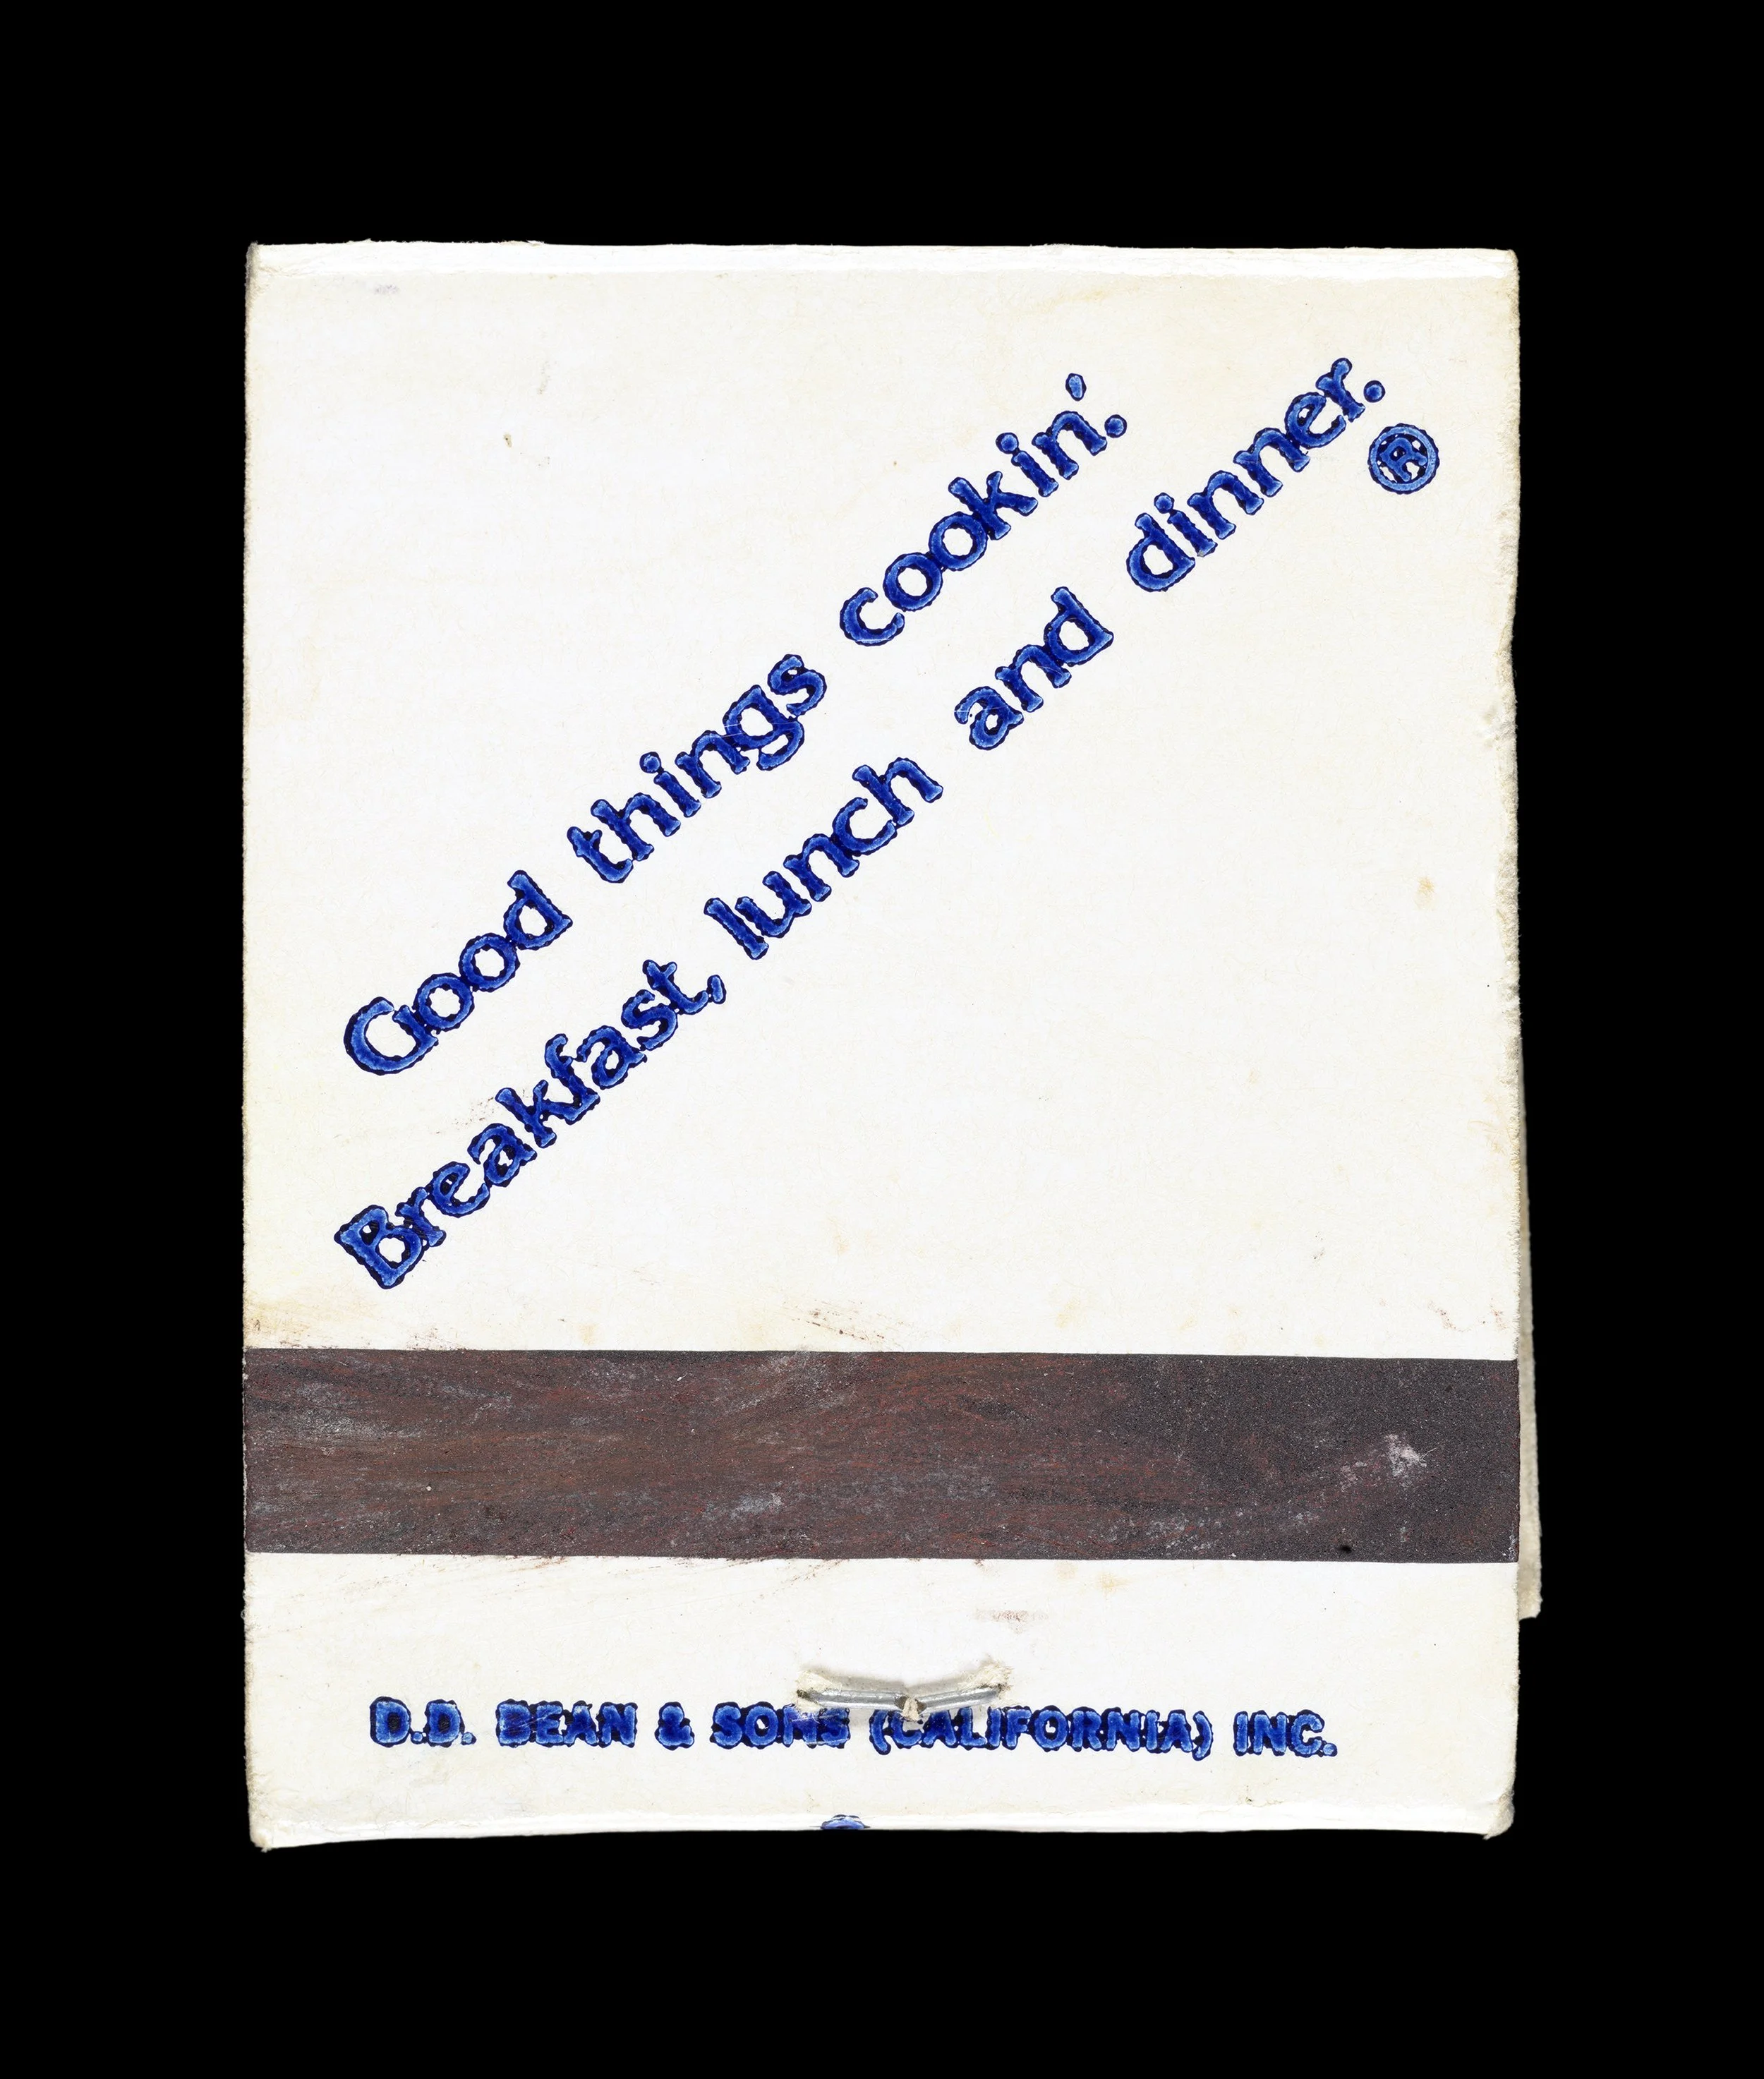 Good things cookin'.
Breakfast, lunch and dinner.
®
D.D. BEAN & SONS (CALIFORNIA) INC.